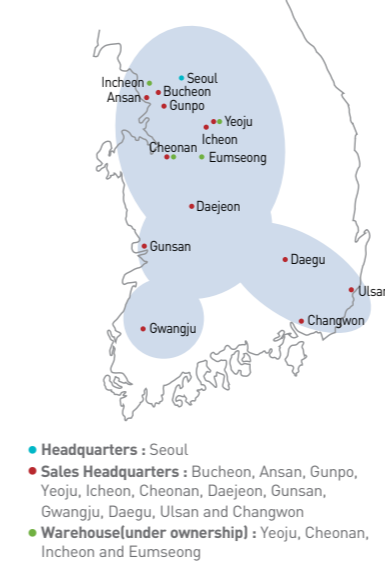 Incheon
Seoul
Ansan
Bucheon
Gunpo
Yeoju
Icheon
Cheonan
Eumseong
Daejeon
Gunsan
Daegu
Ulsan
Gwangju
Changwon
Headquarters : Seoul
Sales Headquarters : Bucheon, Ansan, Gunpo,
Yeoju, Icheon, Cheonan, Daejeon, Gunsan,
Gwangju, Daegu, Ulsan and Changwon
Warehouse(under ownership) : Yeoju, Cheonan,
Incheon and Eumseong